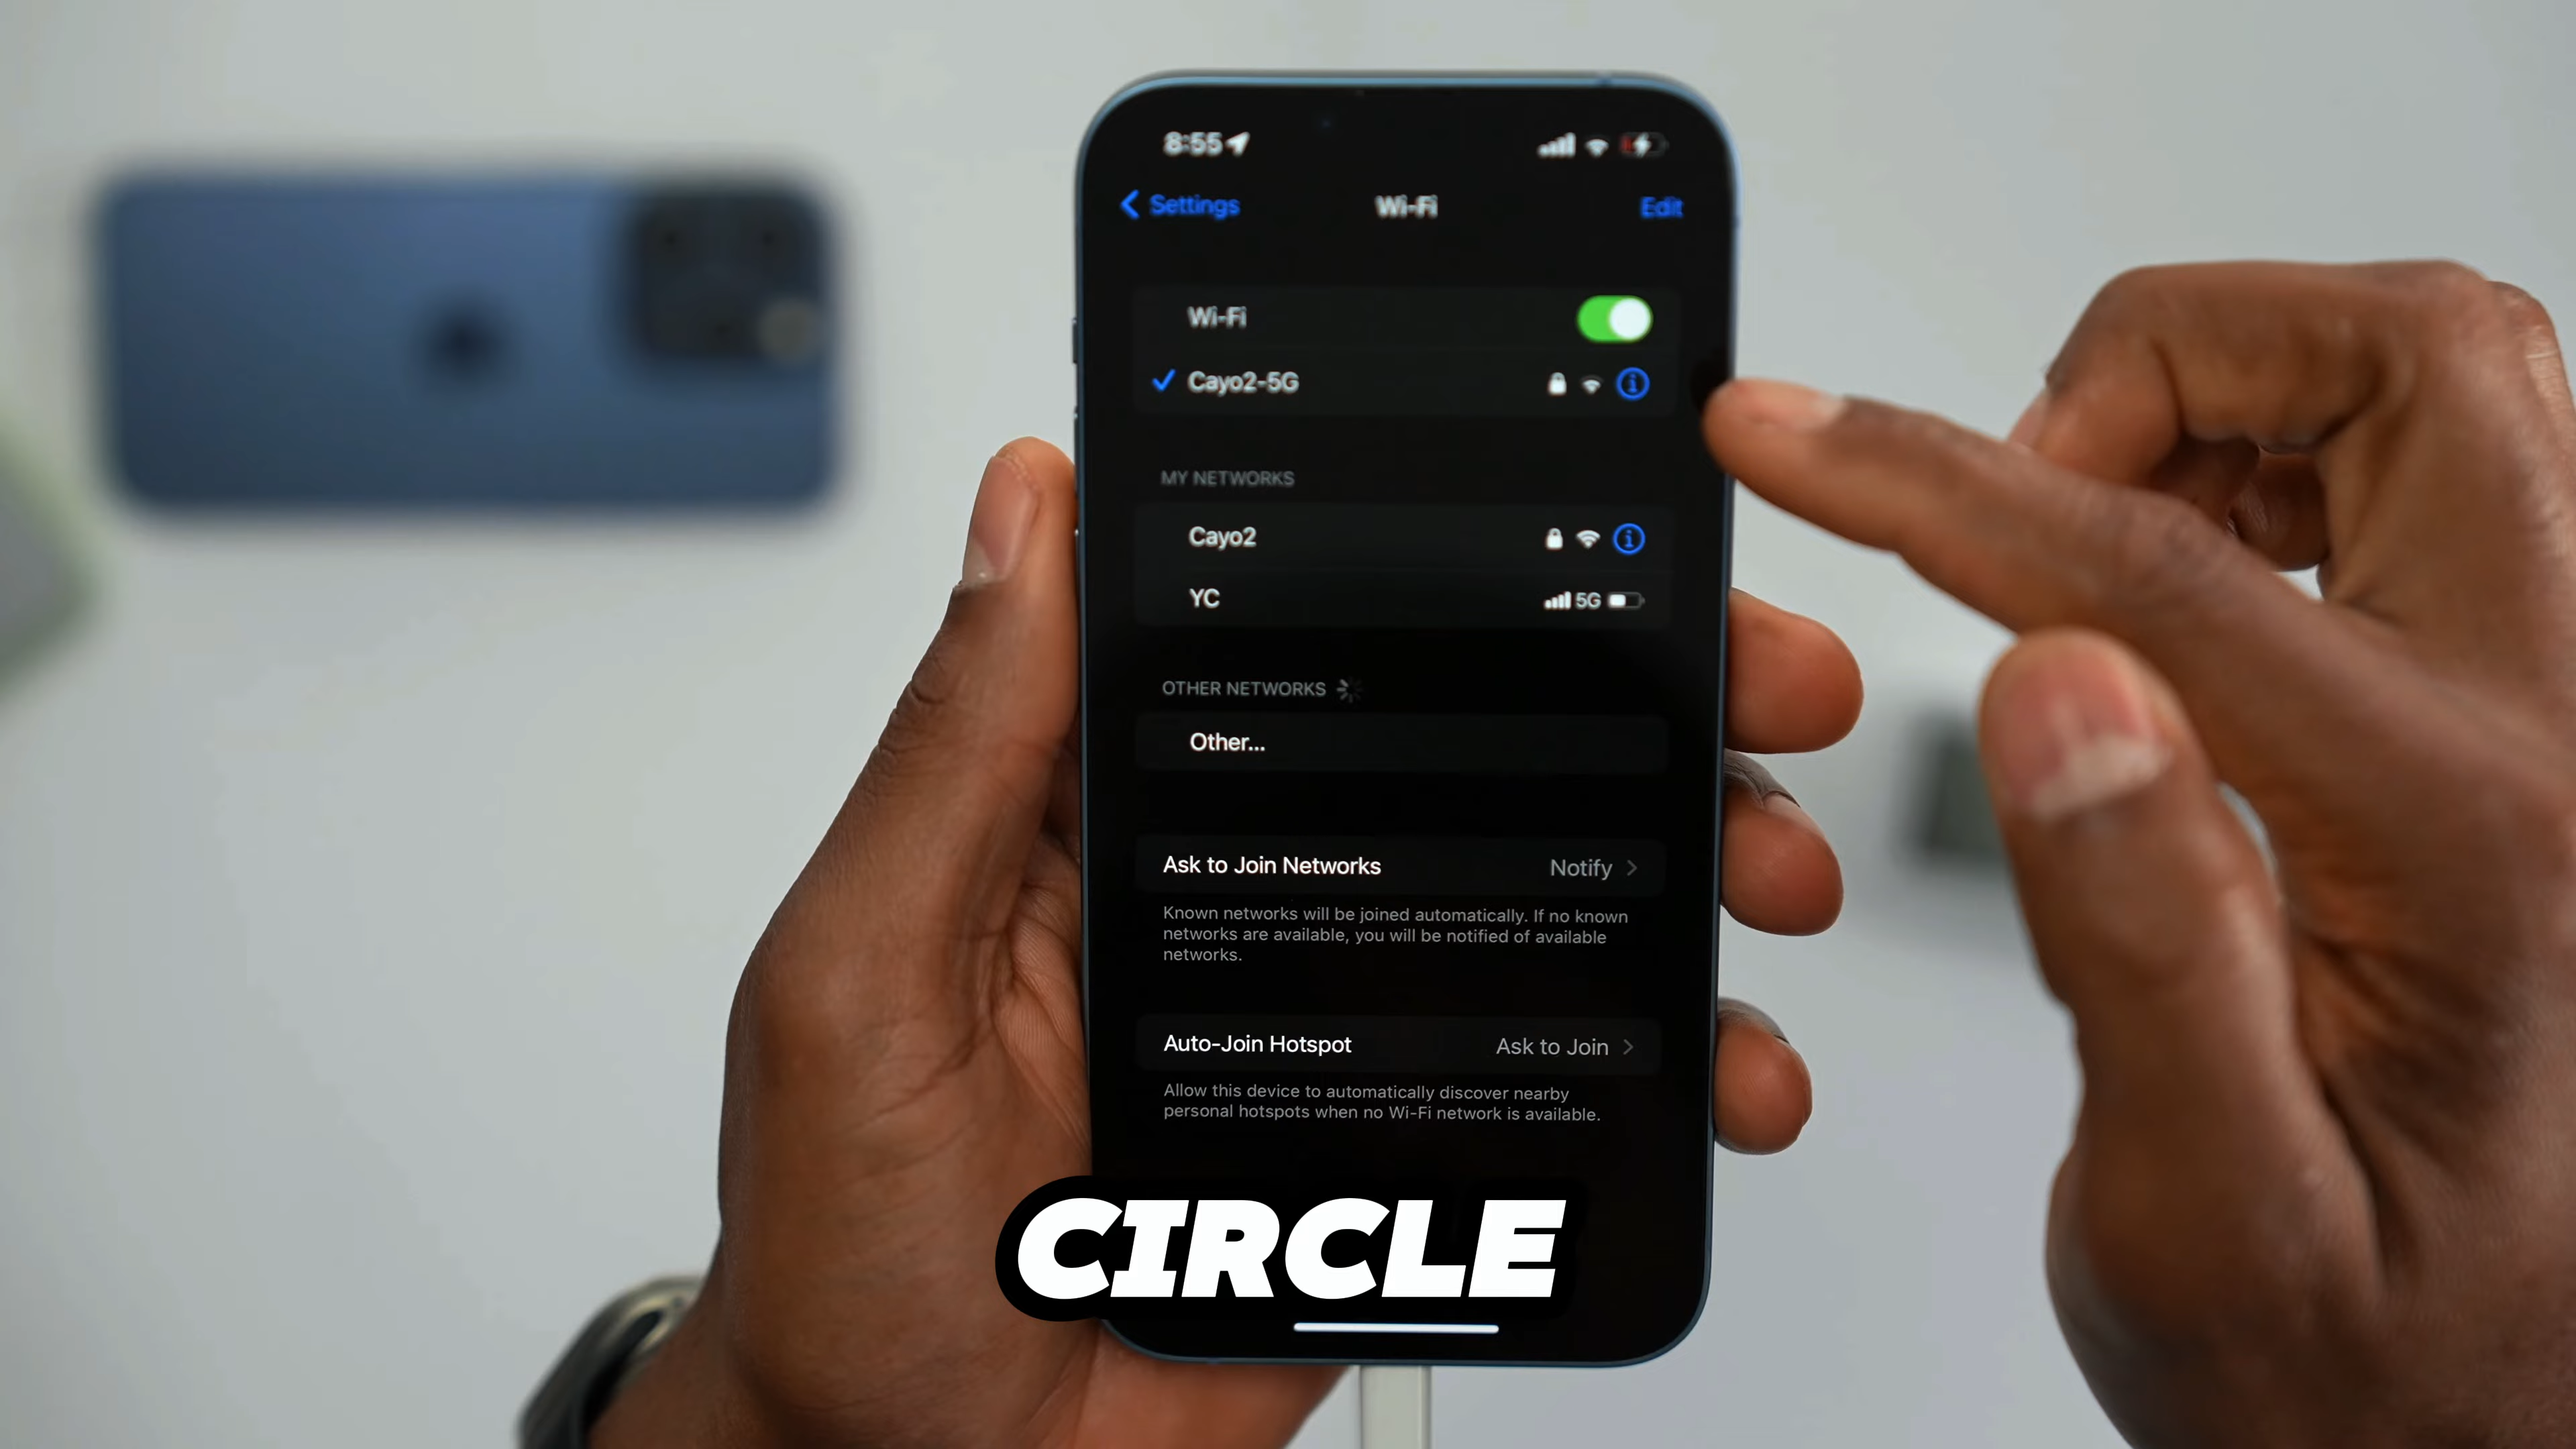 8:55
Settings
Wi-Fi
Edit
Wi-Fi
Cayo2-5G
MY NETWORKS
Cayo2
YC
5G
OTHER NETWORKS
Other...
Ask to Join Networks
Notify
Known networks will be joined automatically. If no known
networks are available, you will be notified of available
networks.
Auto-Join Hotspot
Ask to Join
Allow this device to automatically discover nearby
personal hotspots when no Wi-Fi network is available.
CIRCLE